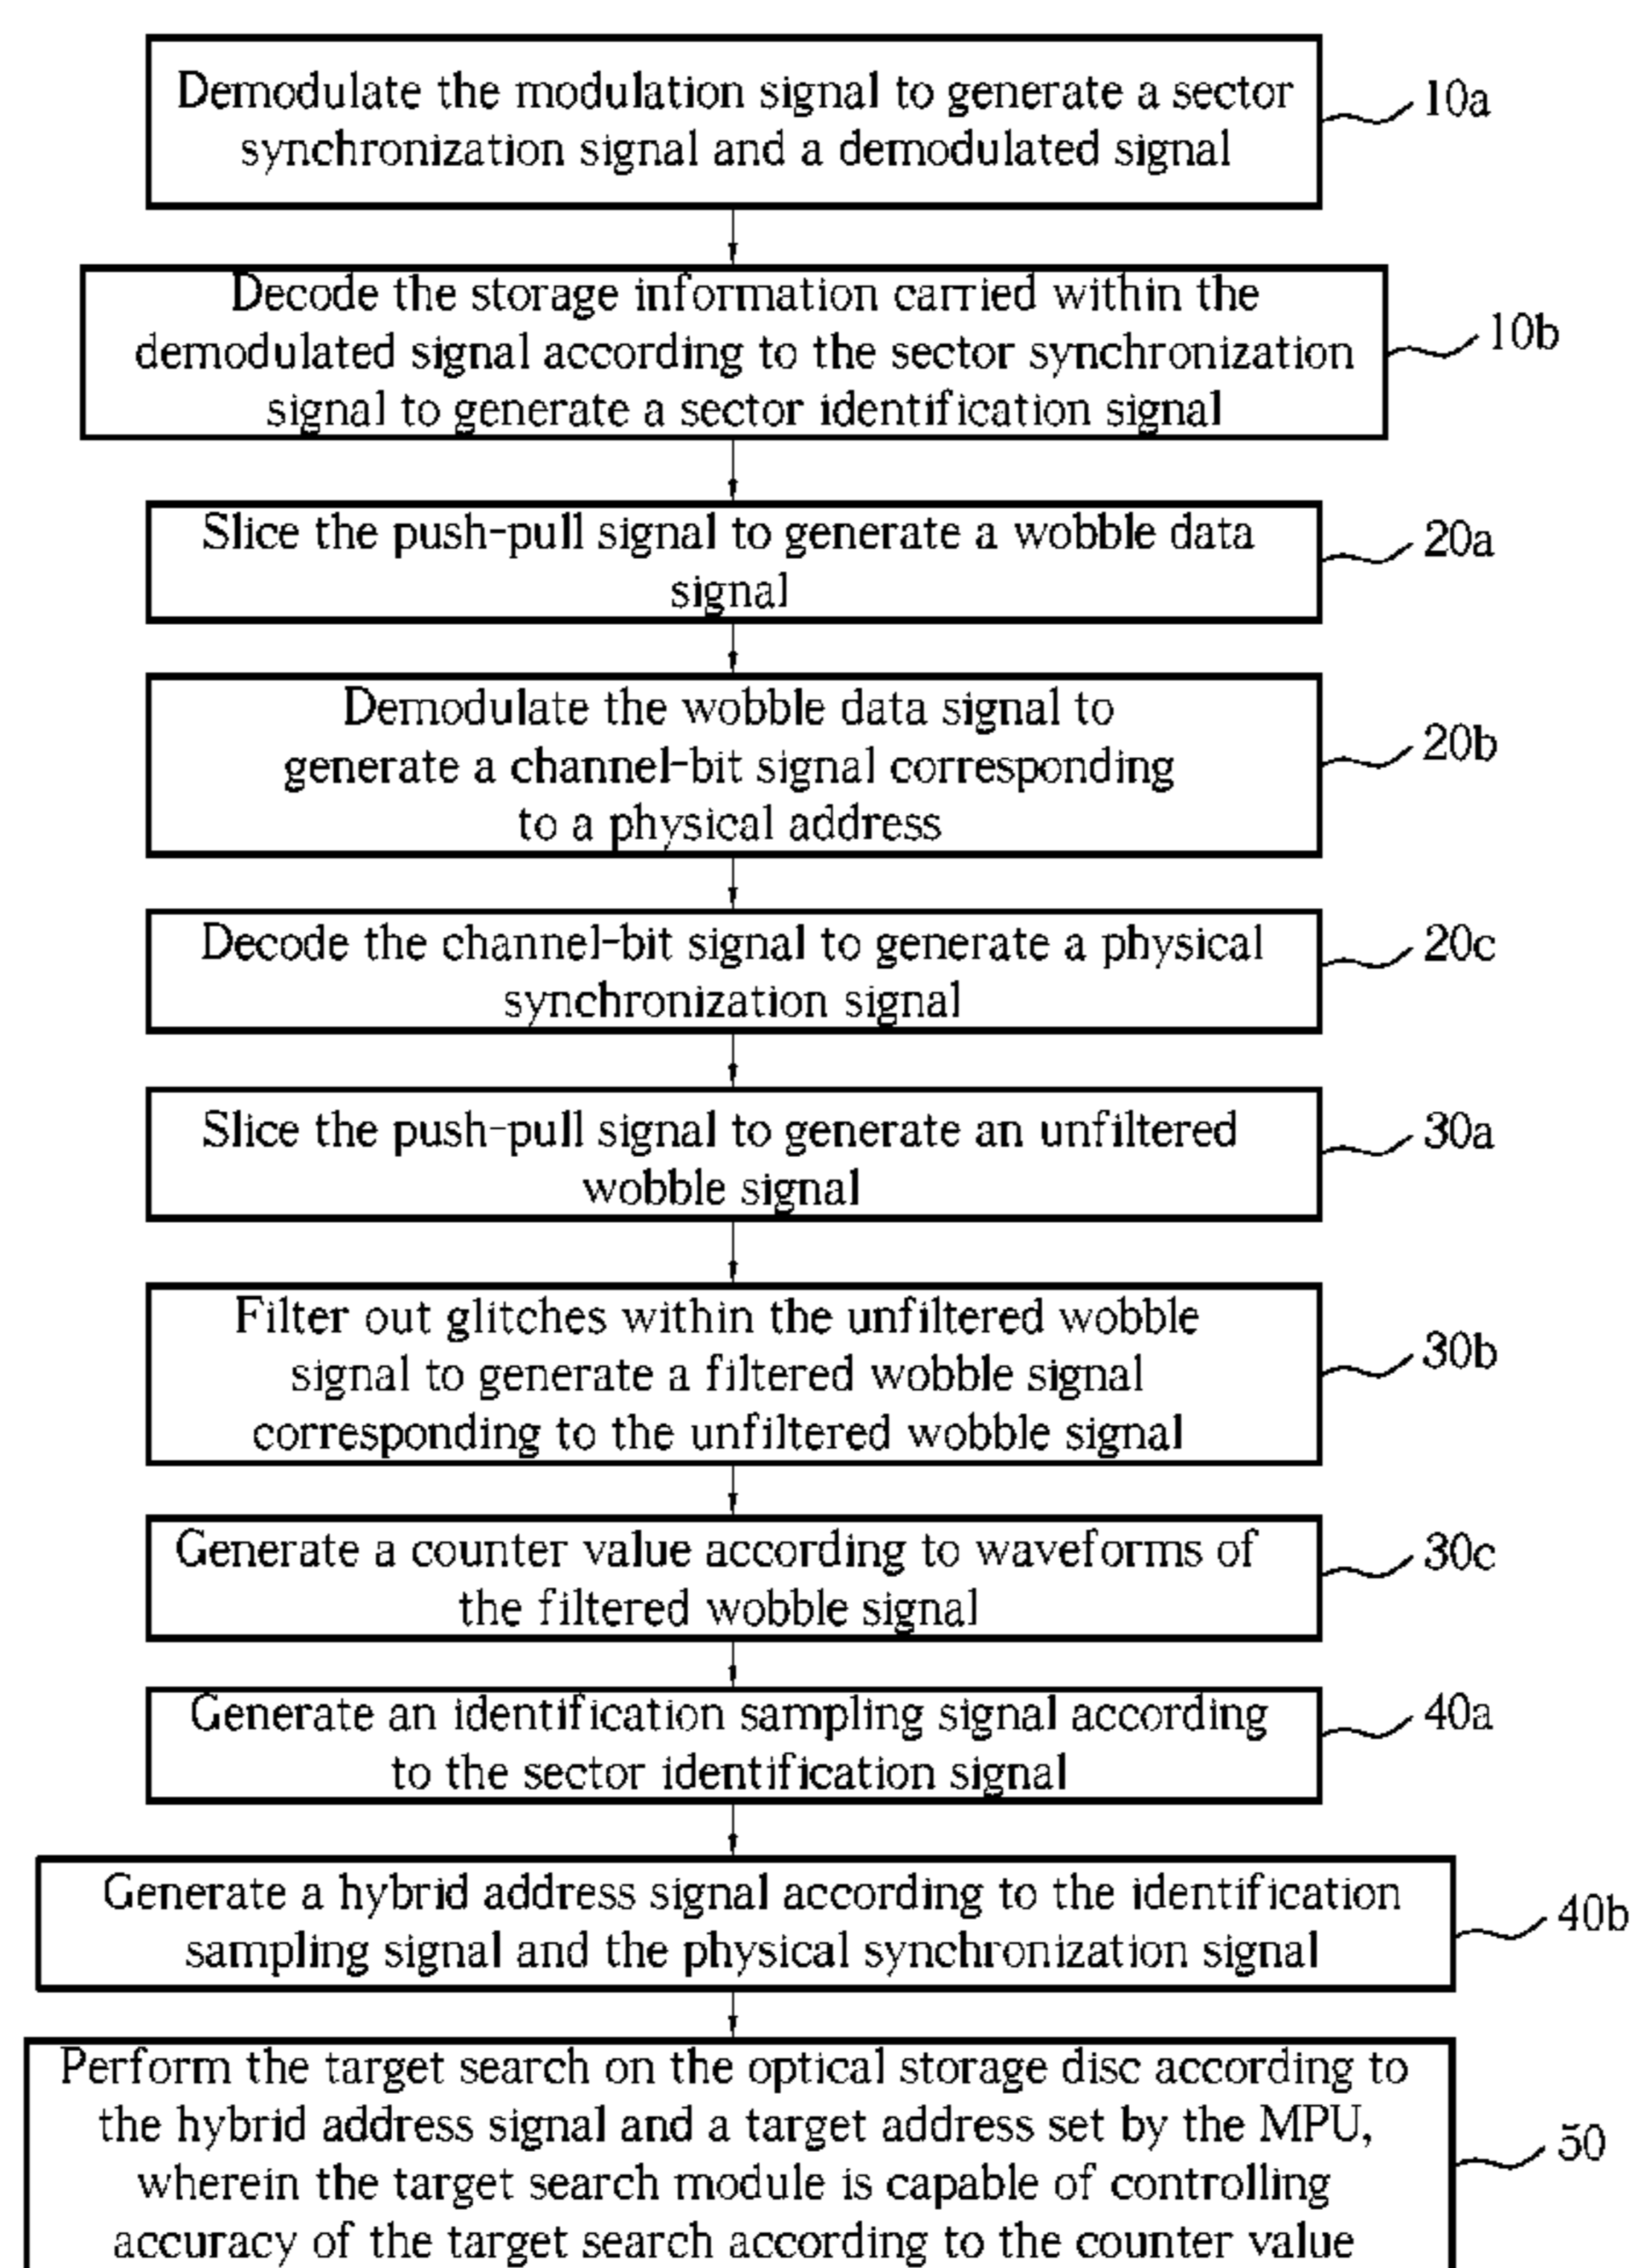 Demodulate the modulation signal to generate a sector
synchronization signal and a demodulated signal
10a
Decode the storage information carried within the
demodulated signal according to the sector synchronization
signal to generate a sector identification signal
10b
Slice the push-pull signal to generate a wobble data
signal
20a
Demodulate the wobble data signal to
generate a channel-bit signal corresponding
to a physical address
20b
Decode the channel-bit signal to generate a physical
synchronization signal
20c
Slice the push-pull signal to generate an unfiltered
wobble signal
30a
Filter out glitches within the unfiltered wobble
signal to generate a filtered wobble signal
corresponding to the unfiltered wobble signal
30b
Generate a counter value according to waveforms of
the filtered wobble signal
30c
Generate an identification sampling signal according
to the sector identification signal
40a
Generate a hybrid address signal according to the identification
sampling signal and the physical synchronization signal
40b
Perform the target search on the optical storage disc according to
the hybrid address signal and a target address set by the MPU,
wherein the target search module is capable of controlling
accuracy of the target search according to the counter value
50